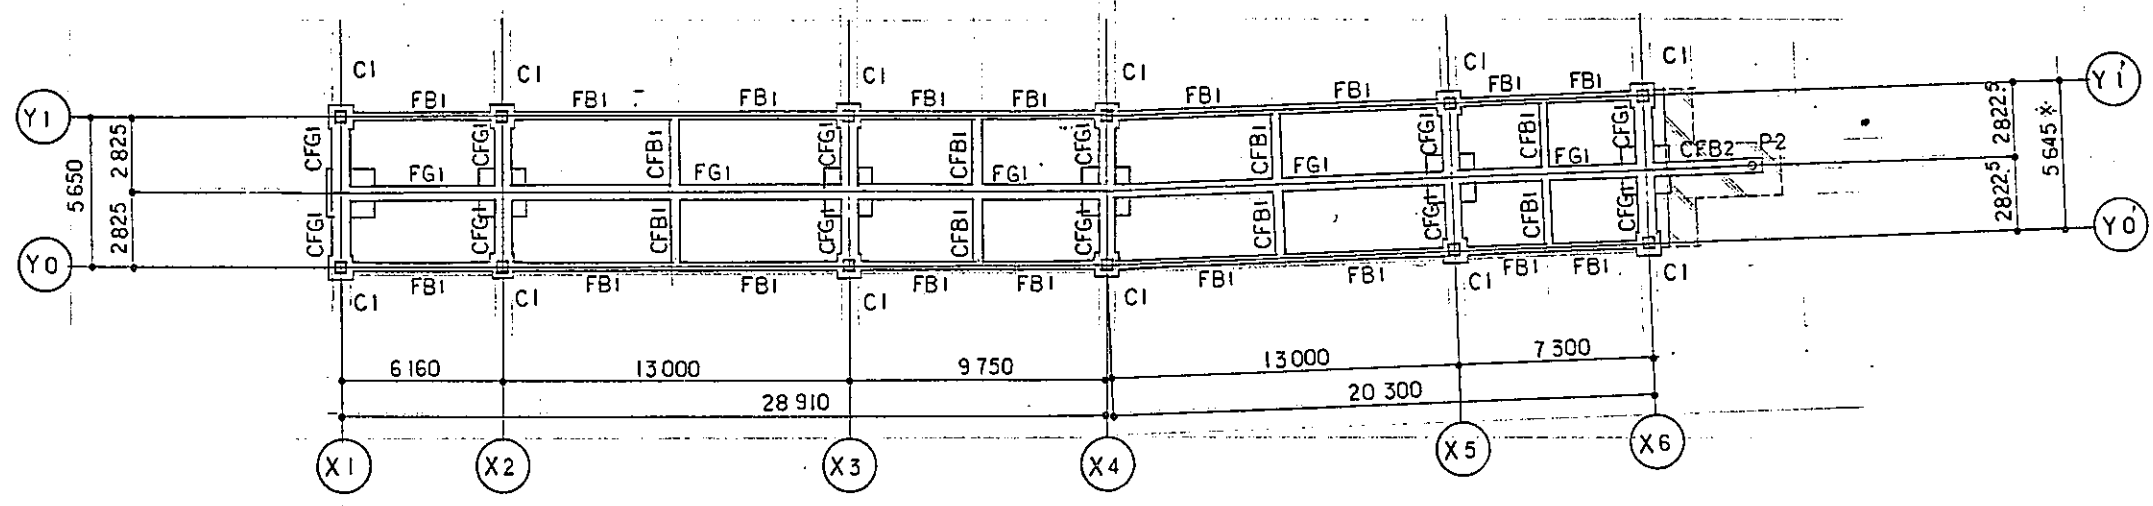 C1 C1 C1 C1 C1 C1
Y1 FB1 FB1 FB1 FB1 FB1 FB1 FB1 FB1 FB1 Y1'
5650 2825 CFG1 CFG1 CFB1 CFG1 CFB1 CFG1 CFB1 CFG1 CFB1 CFG1 2822.5 5645※
FG1 FG1 FG1 FG1 FG1 CFB2 P2
2825 CFG1 CFG1 CFB1 CFG1 CFB1 CFG1 CFB1 CFG1 CFB1 CFG1 2822.5
Y0 FB1 FB1 FB1 FB1 FB1 FB1 FB1 FB1 FB1 Y0'
C1 C1 C1 C1 C1 C1
6160 13000 9750 13000 7300
28910 20300
X1 X2 X3 X4 X5 X6